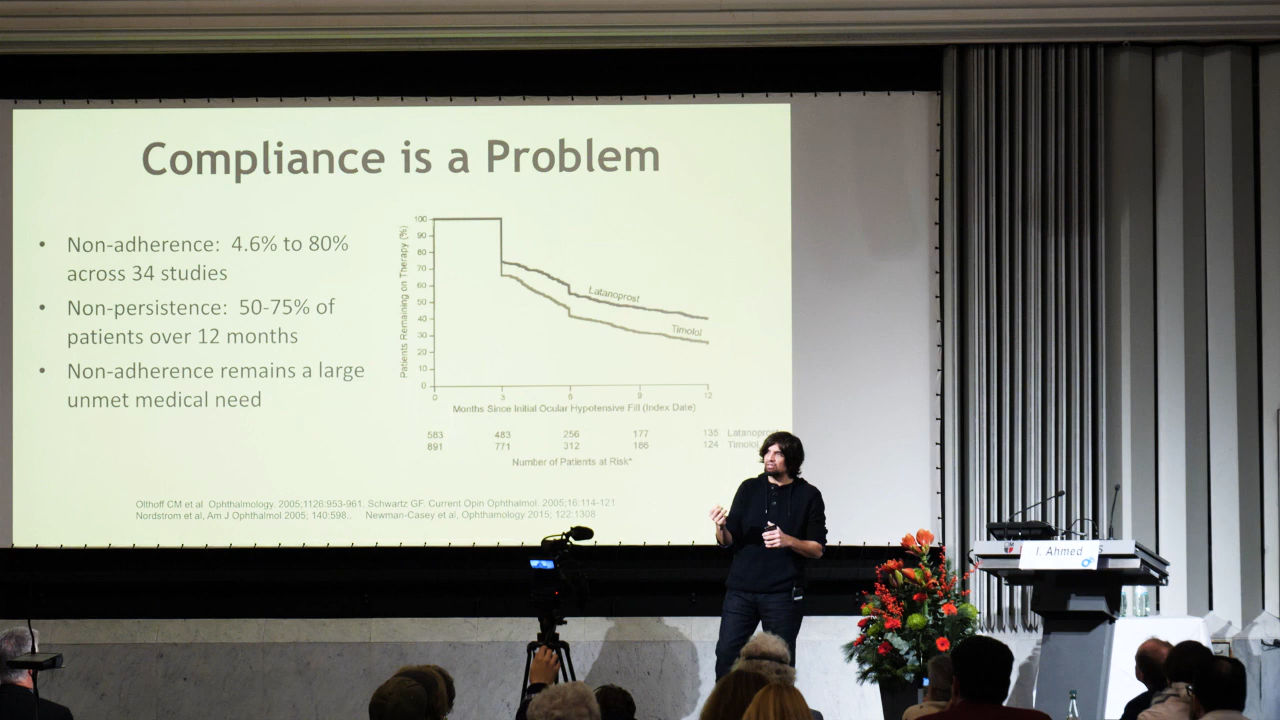 Compliance is a Problem
• Non-adherence: 4.6% to 80%
across 34 studies
• Non-persistence: 50-75% of
patients over 12 months
• Non-adherence remains a large
unmet medical need
Patients Remaining on Therapy (%)
100
90
80
70
60
50
40
30
20
10
0
Latanoprost
Timolol
0 3 6 9 12
Months Since Initial Ocular Hypotensive Fill (Index Date)
583 483 256 177 135 Latanoprost
891 771 312 186 124 Timolol
Number of Patients at Risk*
Olthoff CM et al Ophthalmology. 2005;1126:953-961. Schwartz GF. Current Opin Ophthalmol. 2005;16:114-121
Nordstrom et al, Am J Ophthalmol 2005; 140:598.. Newman-Casey et al, Ophthamology 2015; 122:1308
I. Ahmed